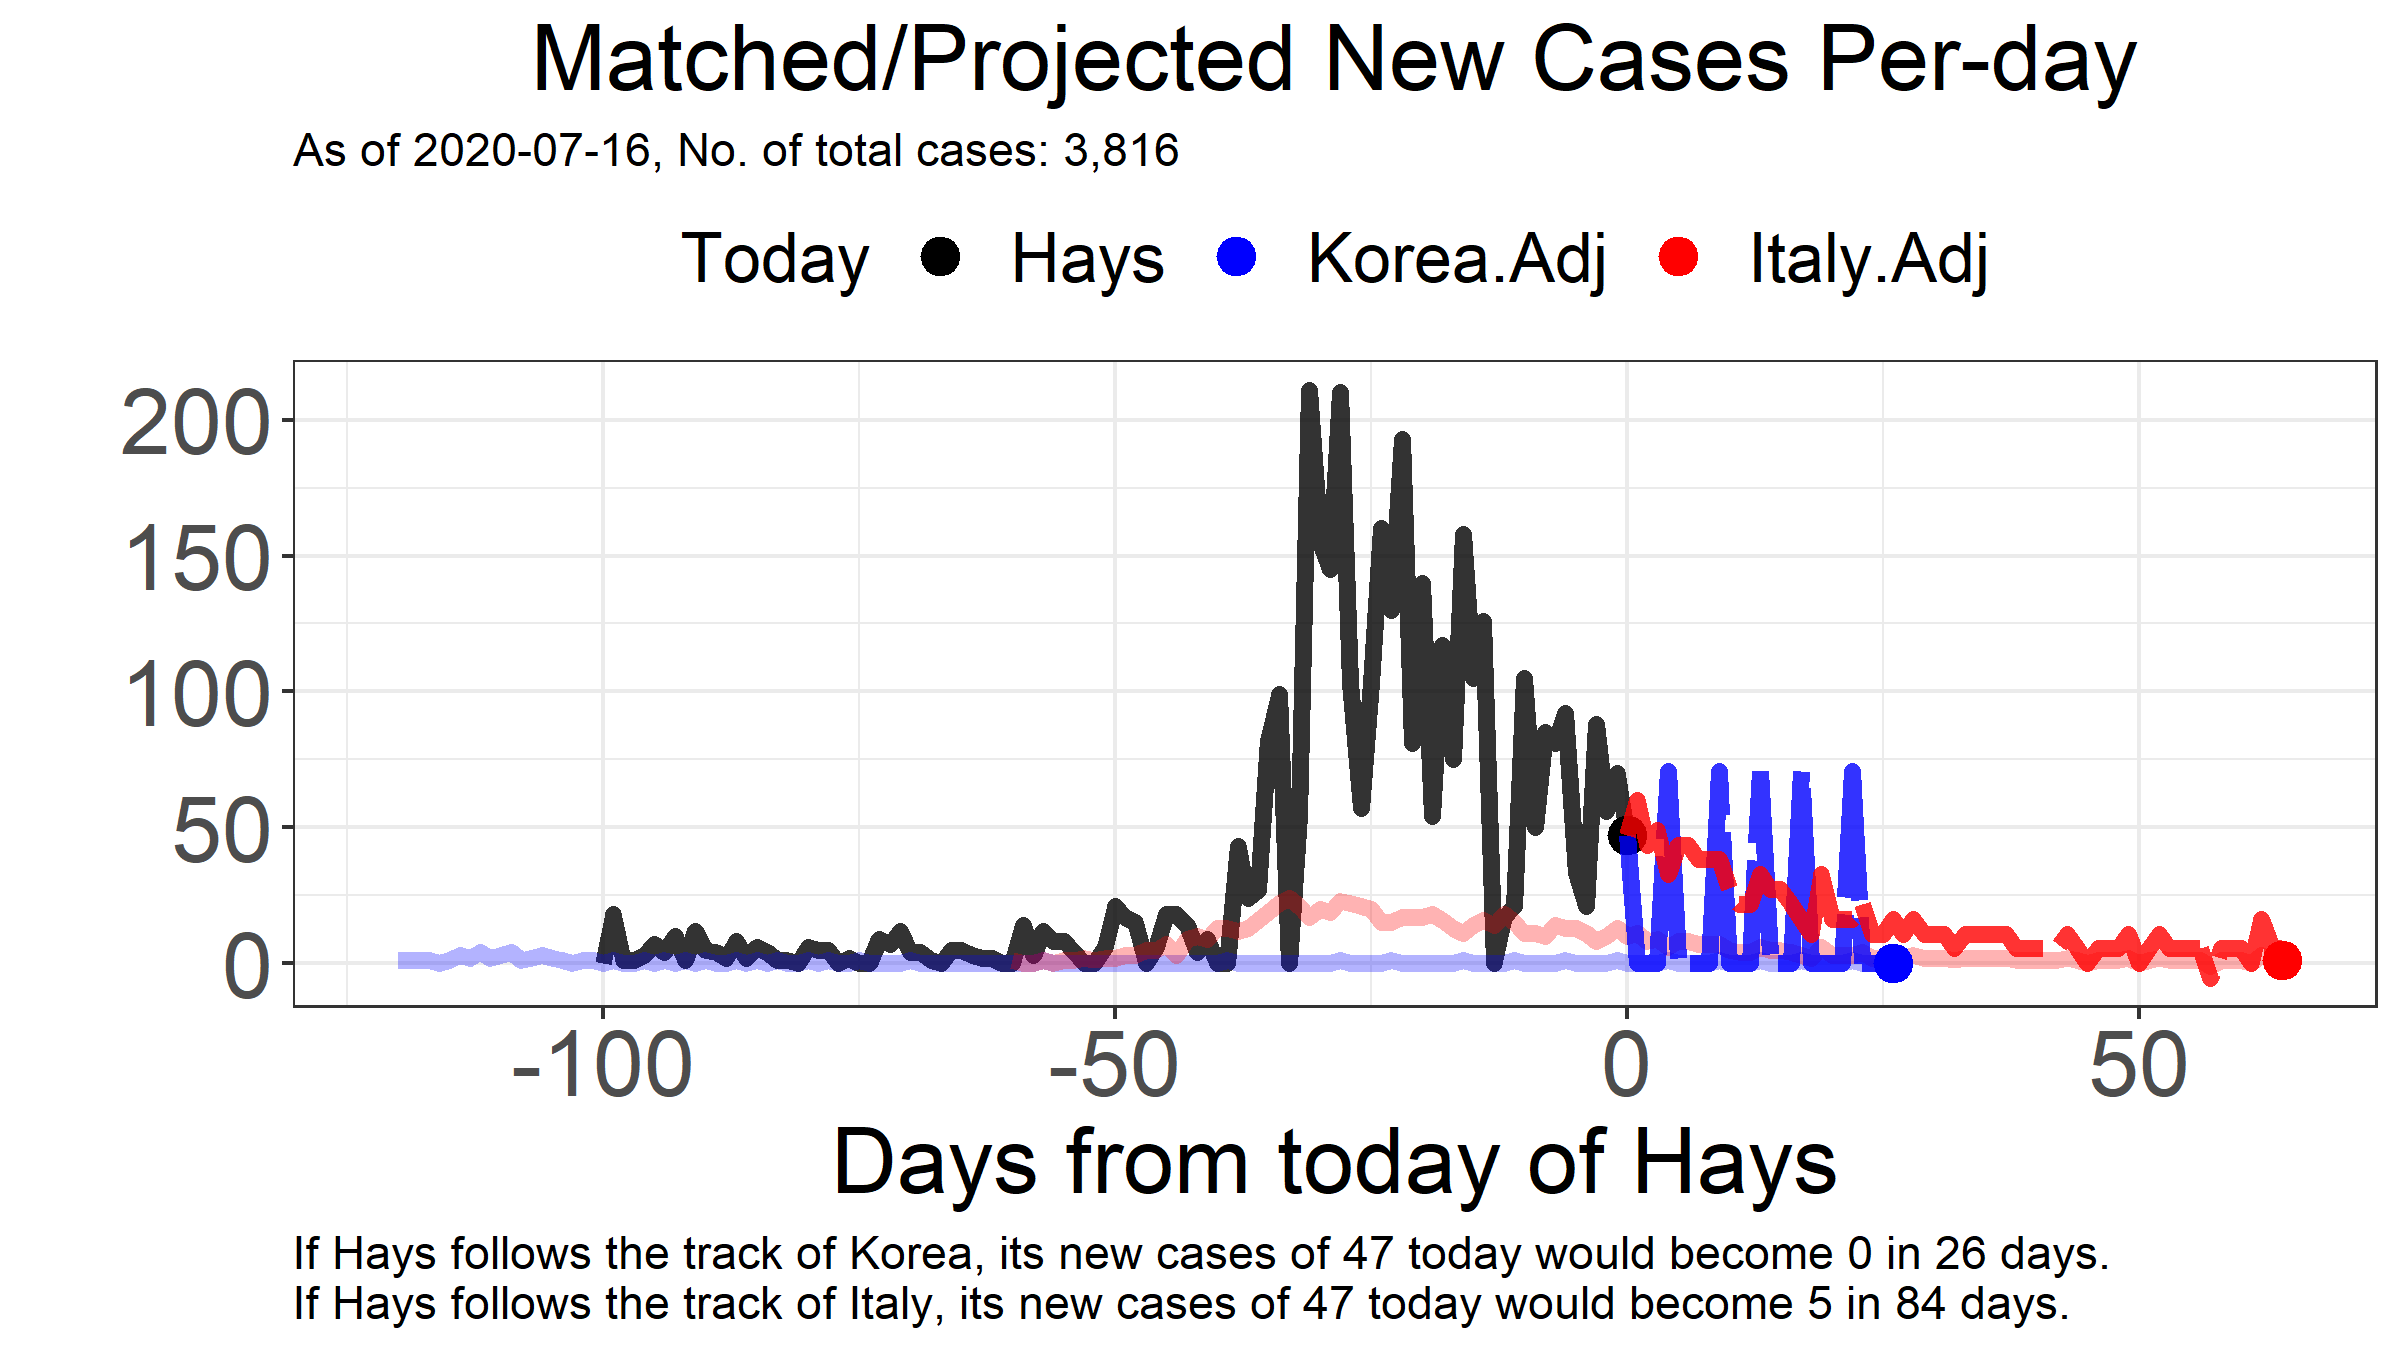 Matched/Projected New Cases Per-day
As of 2020-07-16, No. of total cases: 3,816
Today Hays Korea.Adj Italy.Adj
200
150
100
50
0
-100 -50 0 50
Days from today of Hays
If Hays follows the track of Korea, its new cases of 47 today would become 0 in 26 days.
If Hays follows the track of Italy, its new cases of 47 today would become 5 in 84 days.